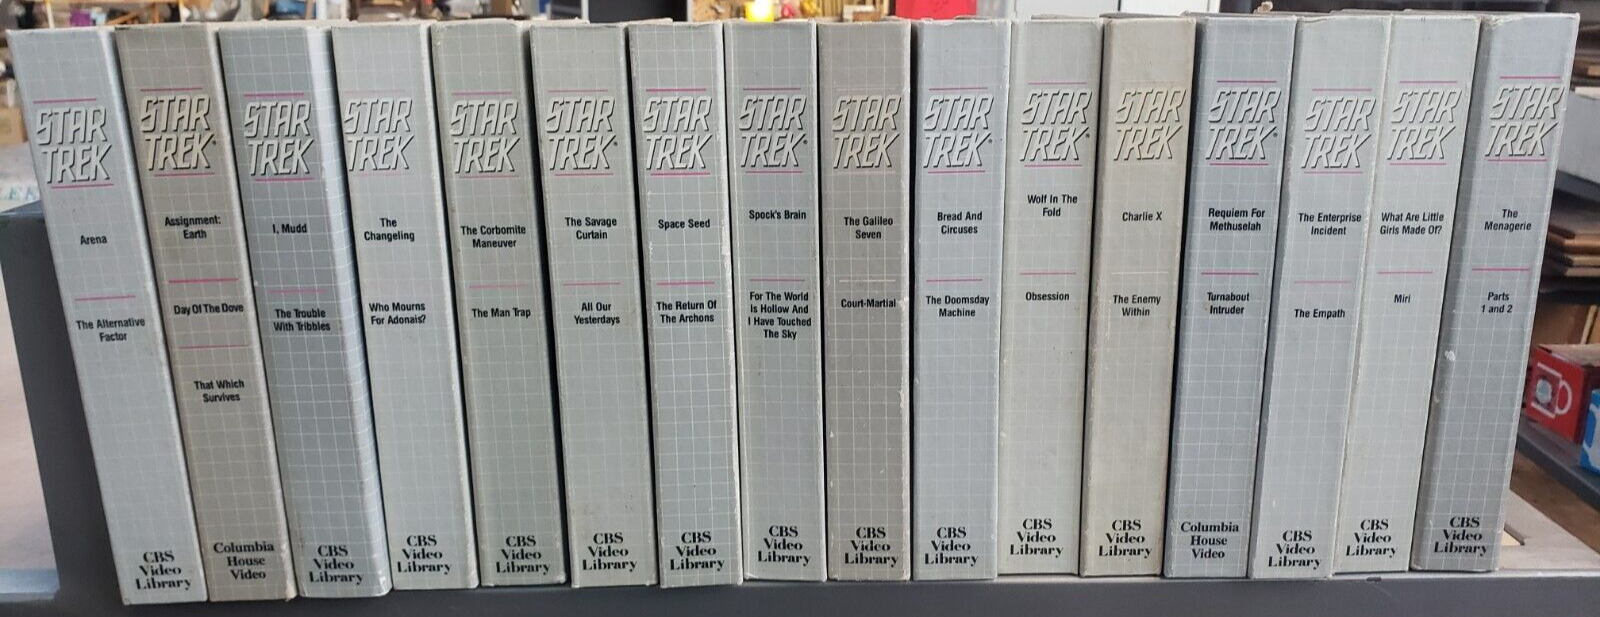 STAR
TREK
Arena
The Alternative
Factor
CBS
Video
Library
STAR
TREK®
Assignment:
Earth
Day Of The Dove
That Which
Survives
Columbia
House
Video
STAR
TREK
I, Mudd
The Trouble
With Tribbles
CBS
Video
Library
STAR
TREK
The
Changeling
Who Mourns
For Adonais?
CBS
Video
Library
STAR
TREK
The Corbomite
Maneuver
The Man Trap
CBS
Video
Library
STAR
TREK®
The Savage
Curtain
All Our
Yesterdays
CBS
Video
Library
STAR
TREK
Space Seed
The Return Of
The Archons
CBS
Video
Library
STAR
TREK®
Spock's Brain
For The World
Is Hollow And
I Have Touched
The Sky
CBS
Video
Library
STAR
TREK
The Galileo
Seven
Court-Martial
CBS
Video
Library
STAR
TREK®
Bread And
Circuses
The Doomsday
Machine
CBS
Video
Library
STAR
TREK®
Wolf In The
Fold
Obsession
CBS
Video
Library
STAR
TREK
Charlie X
The Enemy
Within
CBS
Video
Library
STAR
TREK®
Requiem For
Methuselah
Turnabout
Intruder
Columbia
House
Video
STAR
TREK
The Enterprise
Incident
The Empath
CBS
Video
Library
STAR
TREK
What Are Little
Girls Made Of?
Miri
CBS
Video
Library
STAR
TREK
The
Menagerie
Parts
1 and 2
CBS
Video
Library